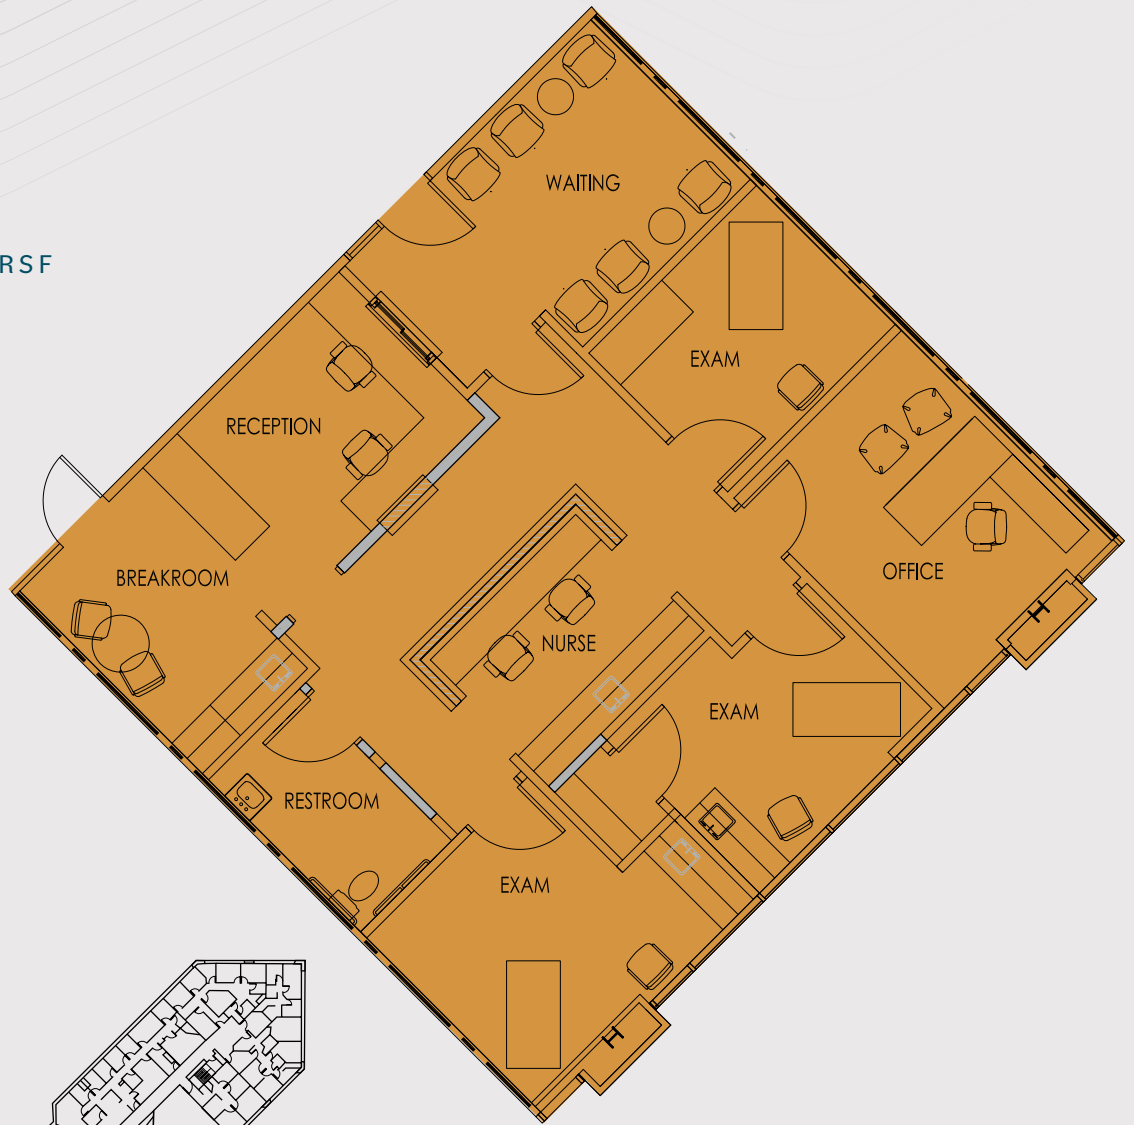 WAITING
RSF
EXAM
RECEPTION
OFFICE
BREAKROOM
NURSE
EXAM
RESTROOM
EXAM